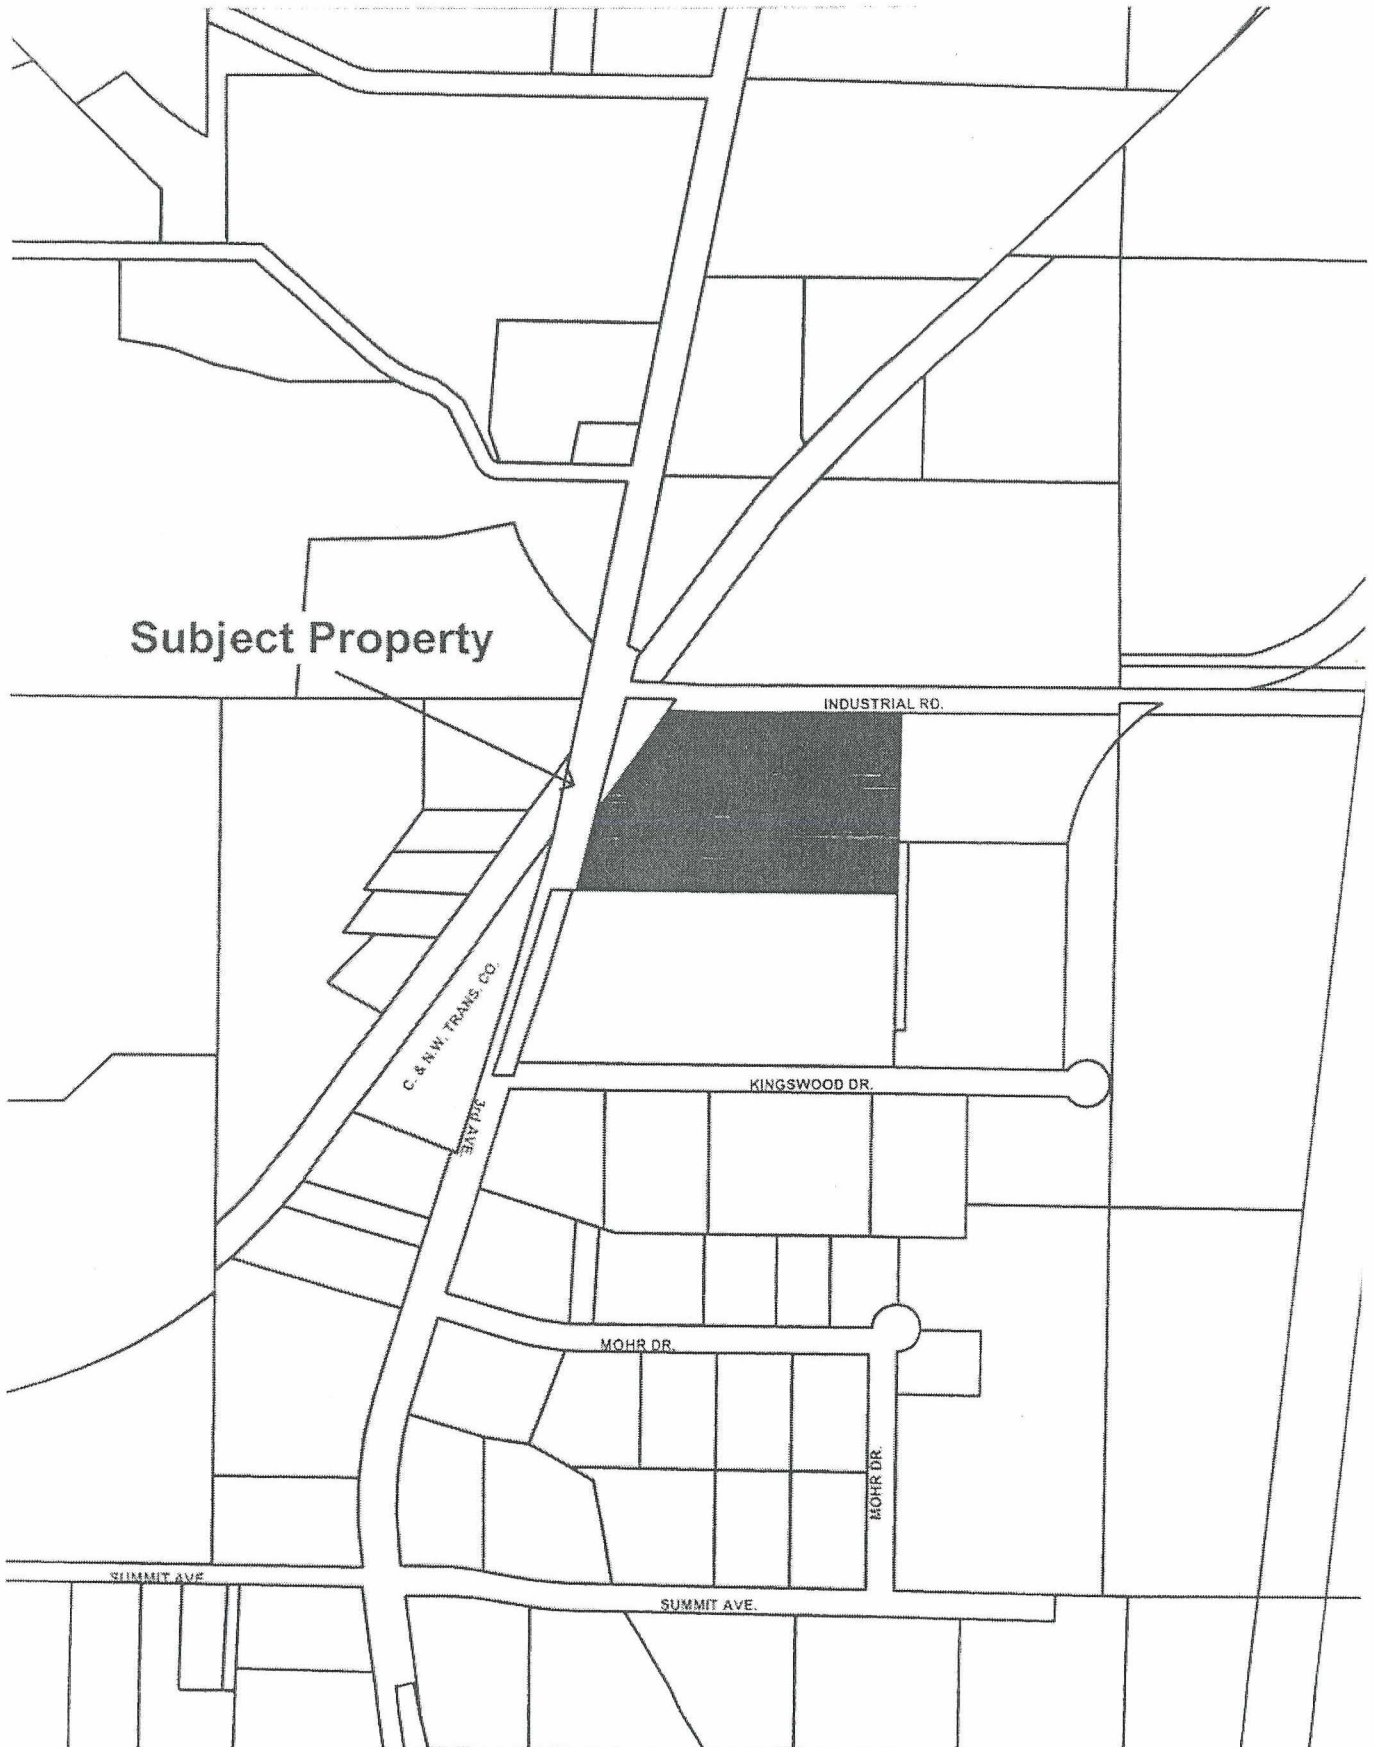 Subject Property
INDUSTRIAL RD.
C. & N.W. TRANS. CO.
KINGSWOOD DR.
3rd AVE.
MOHR DR.
MOHR DR.
SUMMIT AVE.
SUMMIT AVE.